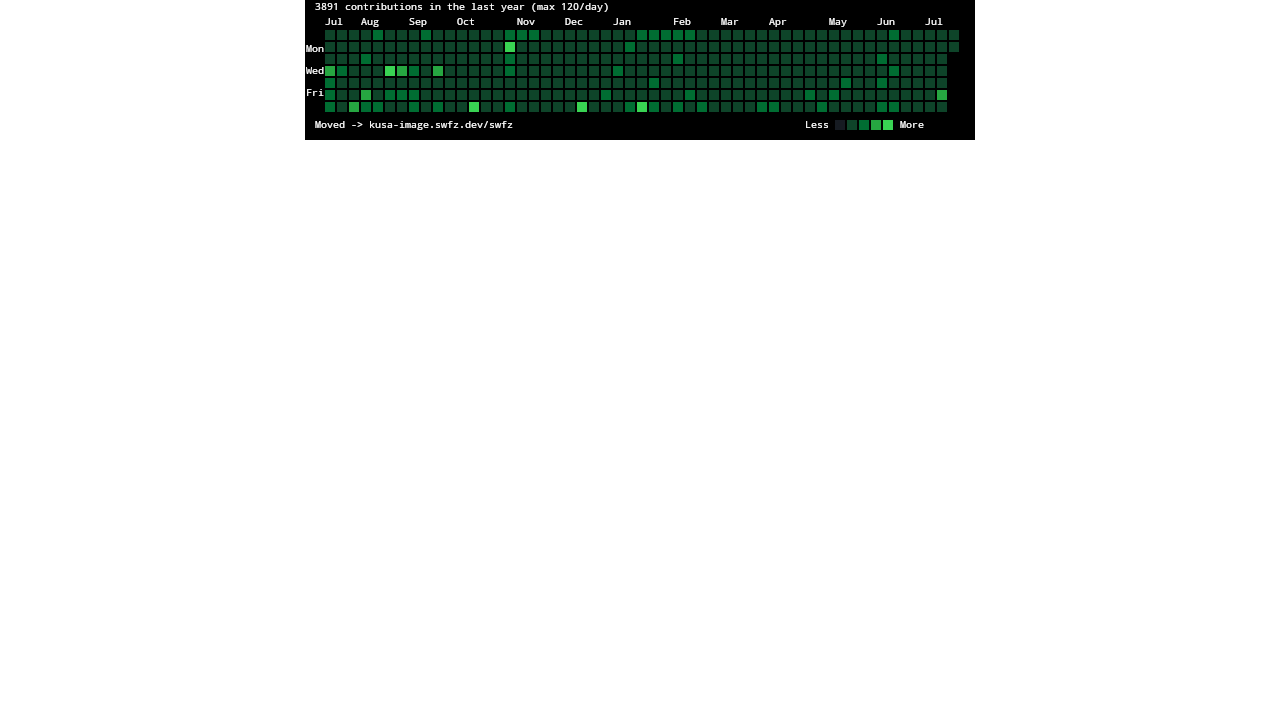 3891 contributions in the last year (max 120/day)
Jul Aug Sep Oct Nov Dec Jan Feb Mar Apr May Jun Jul
Mon
Wed
Fri
Moved -> kusa-image.swfz.dev/swfz Less More